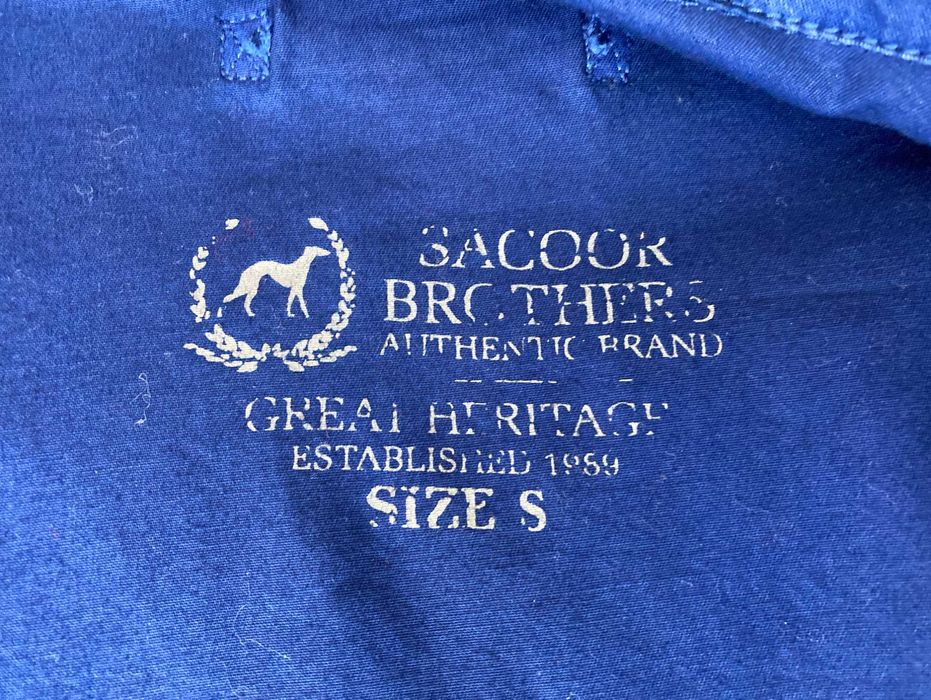 SACOOR
BROTHERS
AUTHENTIC BRAND
GREAT HERITAGE
ESTABLISHED 1989
SIZE S